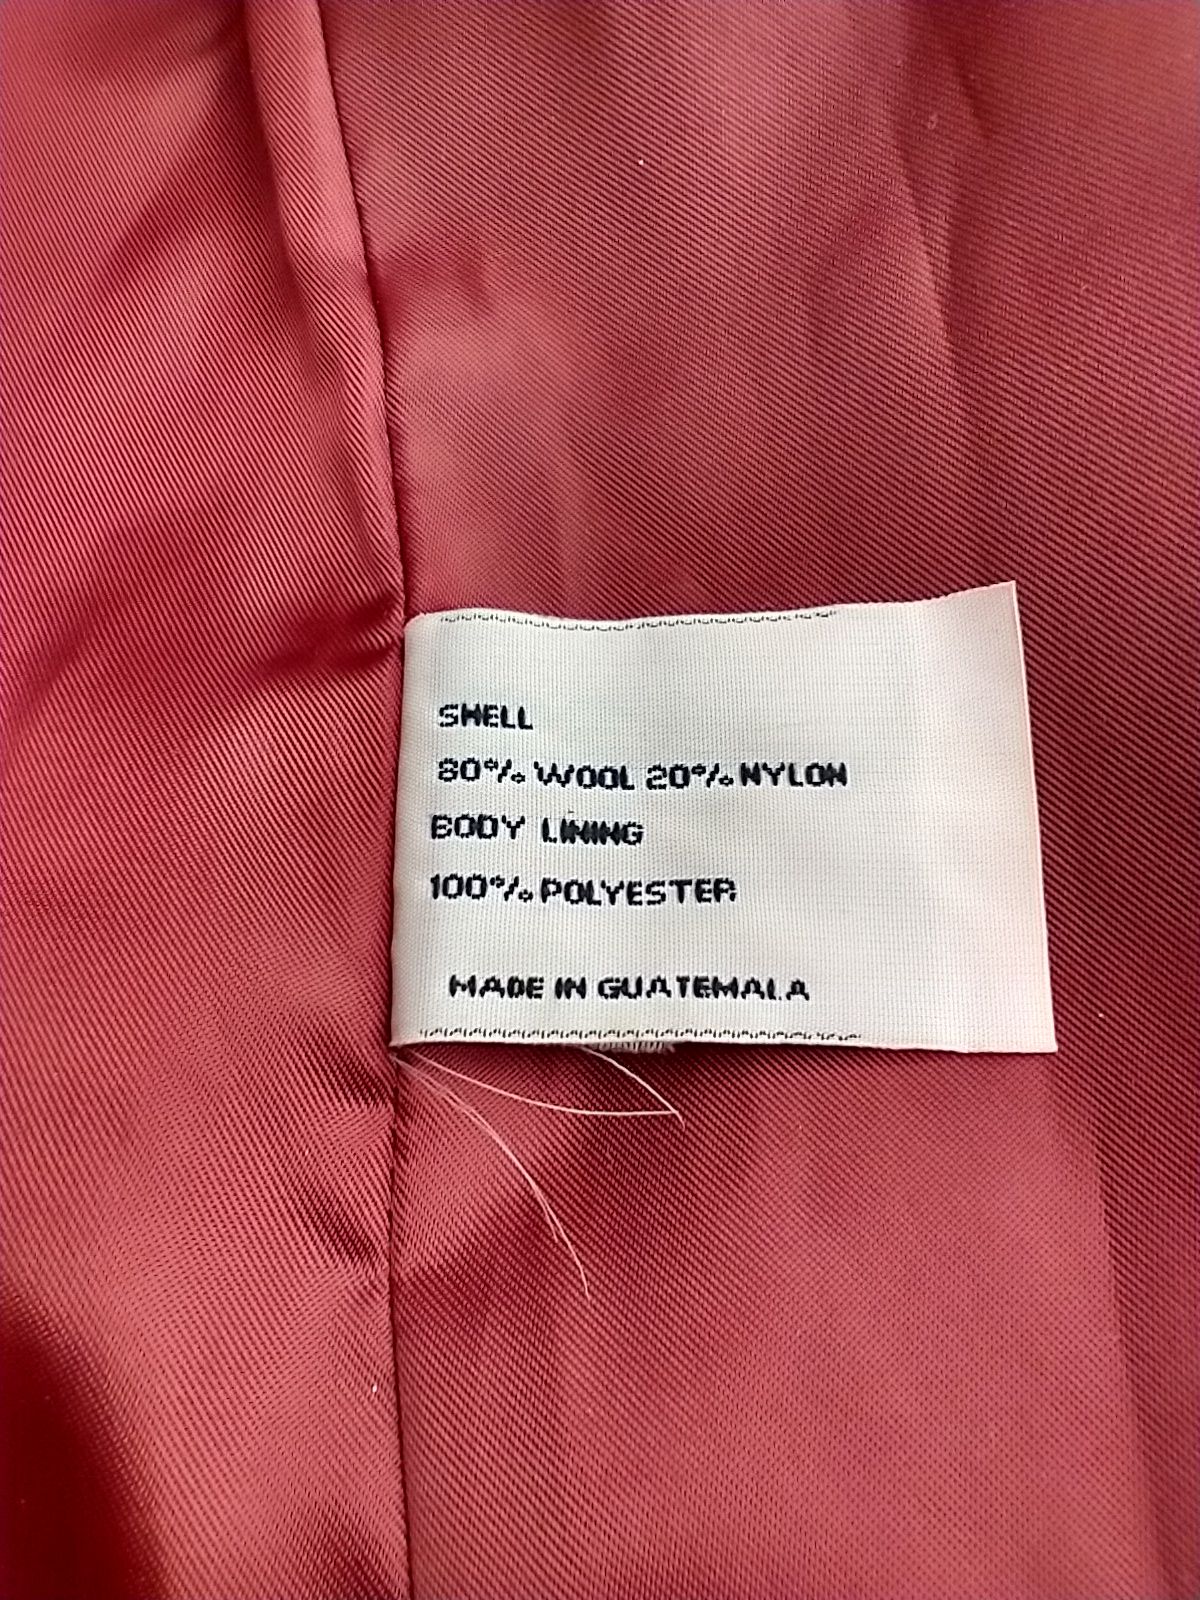 SHELL
80% WOOL 20% NYLON
BODY LINING
100% POLYESTER
MADE IN GUATEMALA